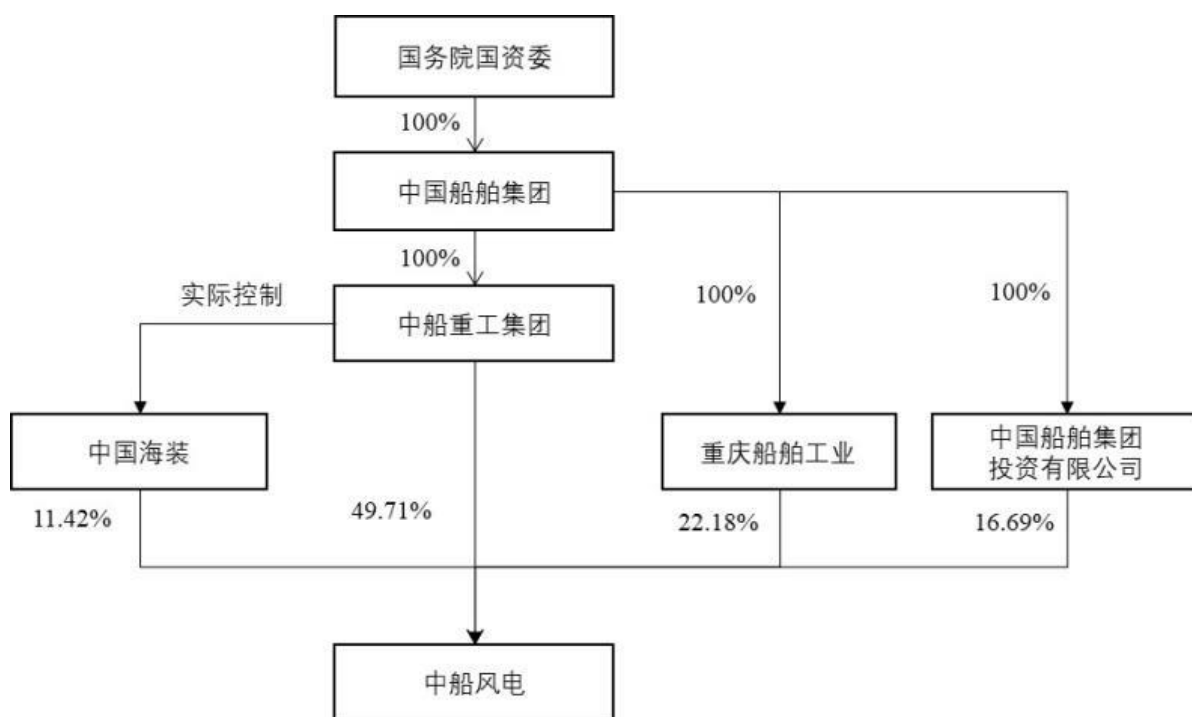 国务院国资委
100%
中国船舶集团
100%
实际控制
中船重工集团
100%
100%
中国海装
重庆船舶工业
中国船舶集团
投资有限公司
11.42%
49.71%
22.18%
16.69%
中船风电